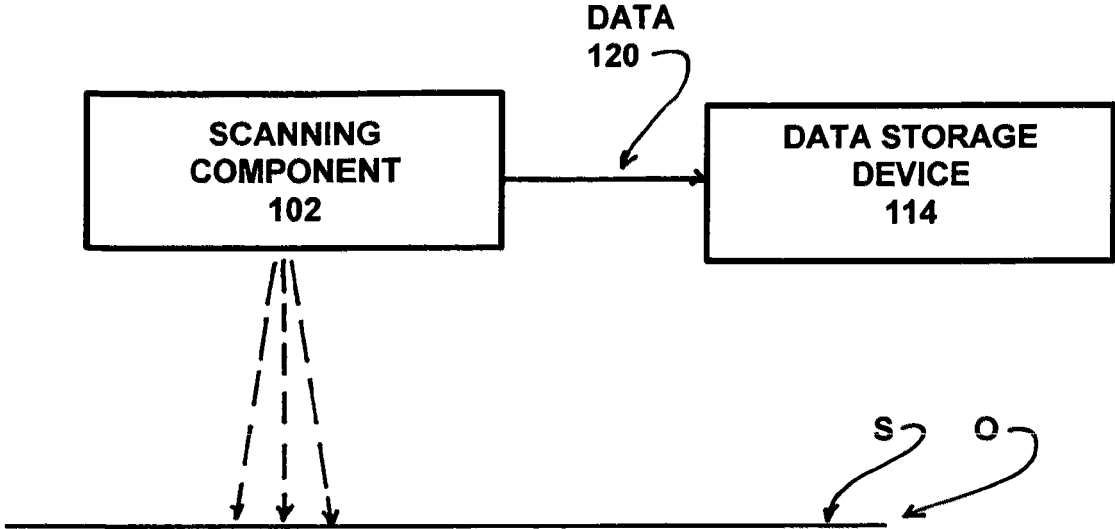 DATA
120
SCANNING
COMPONENT
102
DATA STORAGE
DEVICE
114
S O